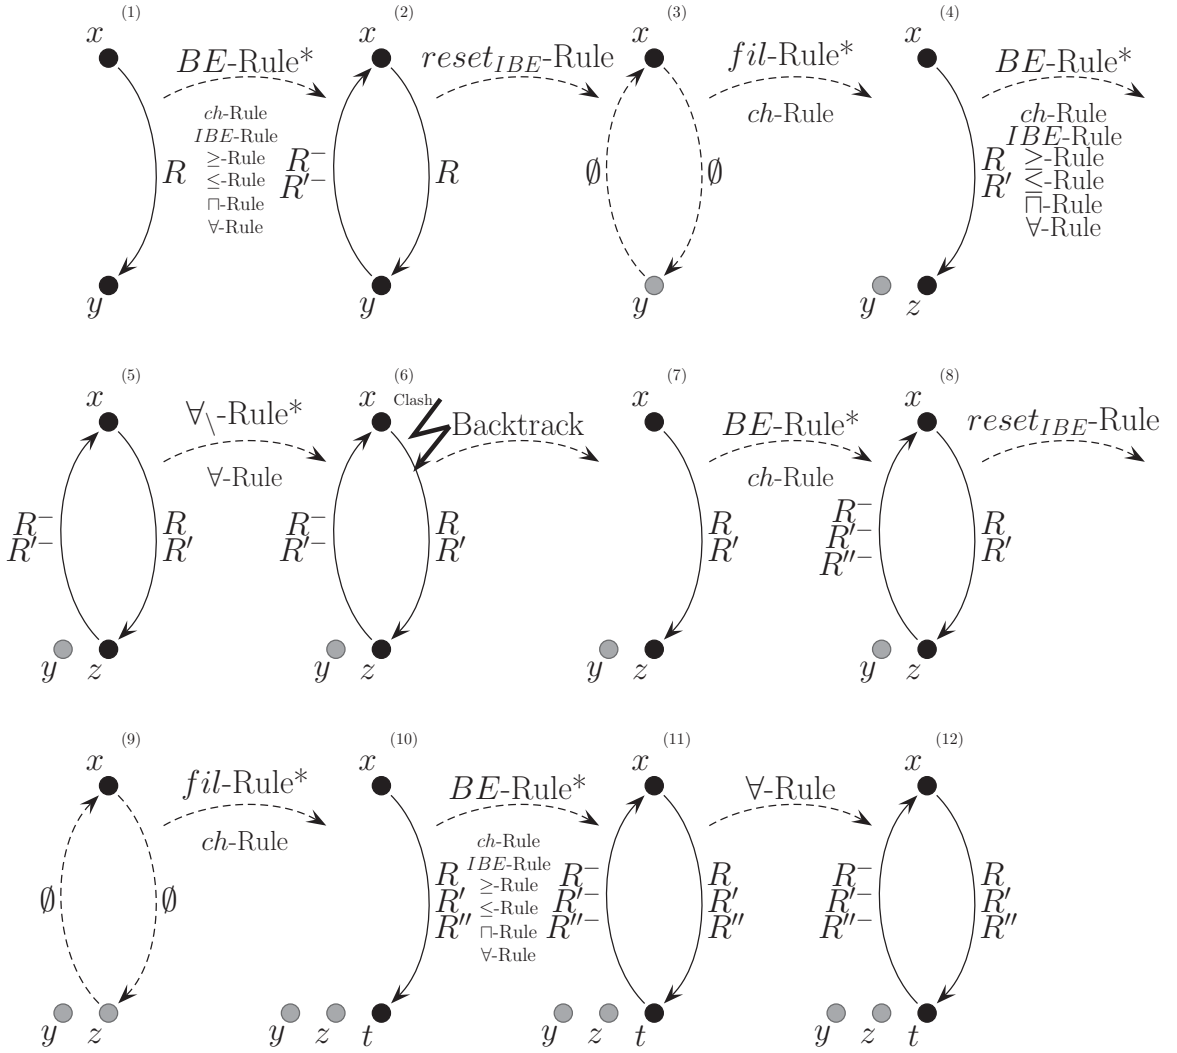 (1) (2) (3) (4)
x x x x
BE-Rule* reset_IBE-Rule fil-Rule* BE-Rule*
ch-Rule ch-Rule ch-Rule
IBE-Rule IBE-Rule
≥-Rule ≥-Rule
≤-Rule ≤-Rule
⊓-Rule ⊓-Rule
∀-Rule ∀-Rule
R R⁻ R ∅ ∅ R
R′⁻ R′
y y y y z
(5) (6) (7) (8)
x x x x
∀\-Rule* Clash Backtrack BE-Rule* reset_IBE-Rule
∀-Rule ch-Rule
R⁻ R R⁻ R R R⁻ R
R′⁻ R′ R′⁻ R′ R′ R′⁻ R′
R″⁻
y z y z y z y z
(9) (10) (11) (12)
x x x x
fil-Rule* BE-Rule* ∀-Rule
ch-Rule ch-Rule
IBE-Rule
≥-Rule
≤-Rule
⊓-Rule
∀-Rule
∅ ∅ R R⁻ R R⁻ R
R′ R′⁻ R′ R′⁻ R′
R″ R″⁻ R″ R″⁻ R″
y z y z t y z t y z t